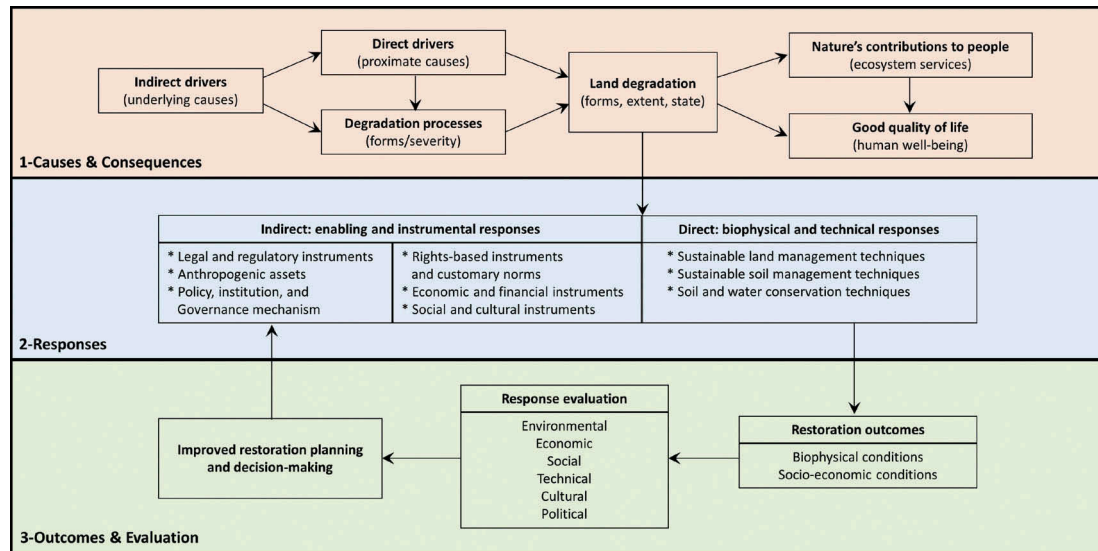 Indirect drivers
(underlying causes)
Direct drivers
(proximate causes)
Degradation processes
(forms/severity)
Land degradation
(forms, extent, state)
Nature's contributions to people
(ecosystem services)
Good quality of life
(human well-being)
1-Causes & Consequences
Indirect: enabling and instrumental responses
* Legal and regulatory instruments
* Anthropogenic assets
* Policy, institution, and
Governance mechanism
* Rights-based instruments
and customary norms
* Economic and financial instruments
* Social and cultural instruments
Direct: biophysical and technical responses
* Sustainable land management techniques
* Sustainable soil management techniques
* Soil and water conservation techniques
2-Responses
Improved restoration planning
and decision-making
Response evaluation
Environmental
Economic
Social
Technical
Cultural
Political
Restoration outcomes
Biophysical conditions
Socio-economic conditions
3-Outcomes & Evaluation